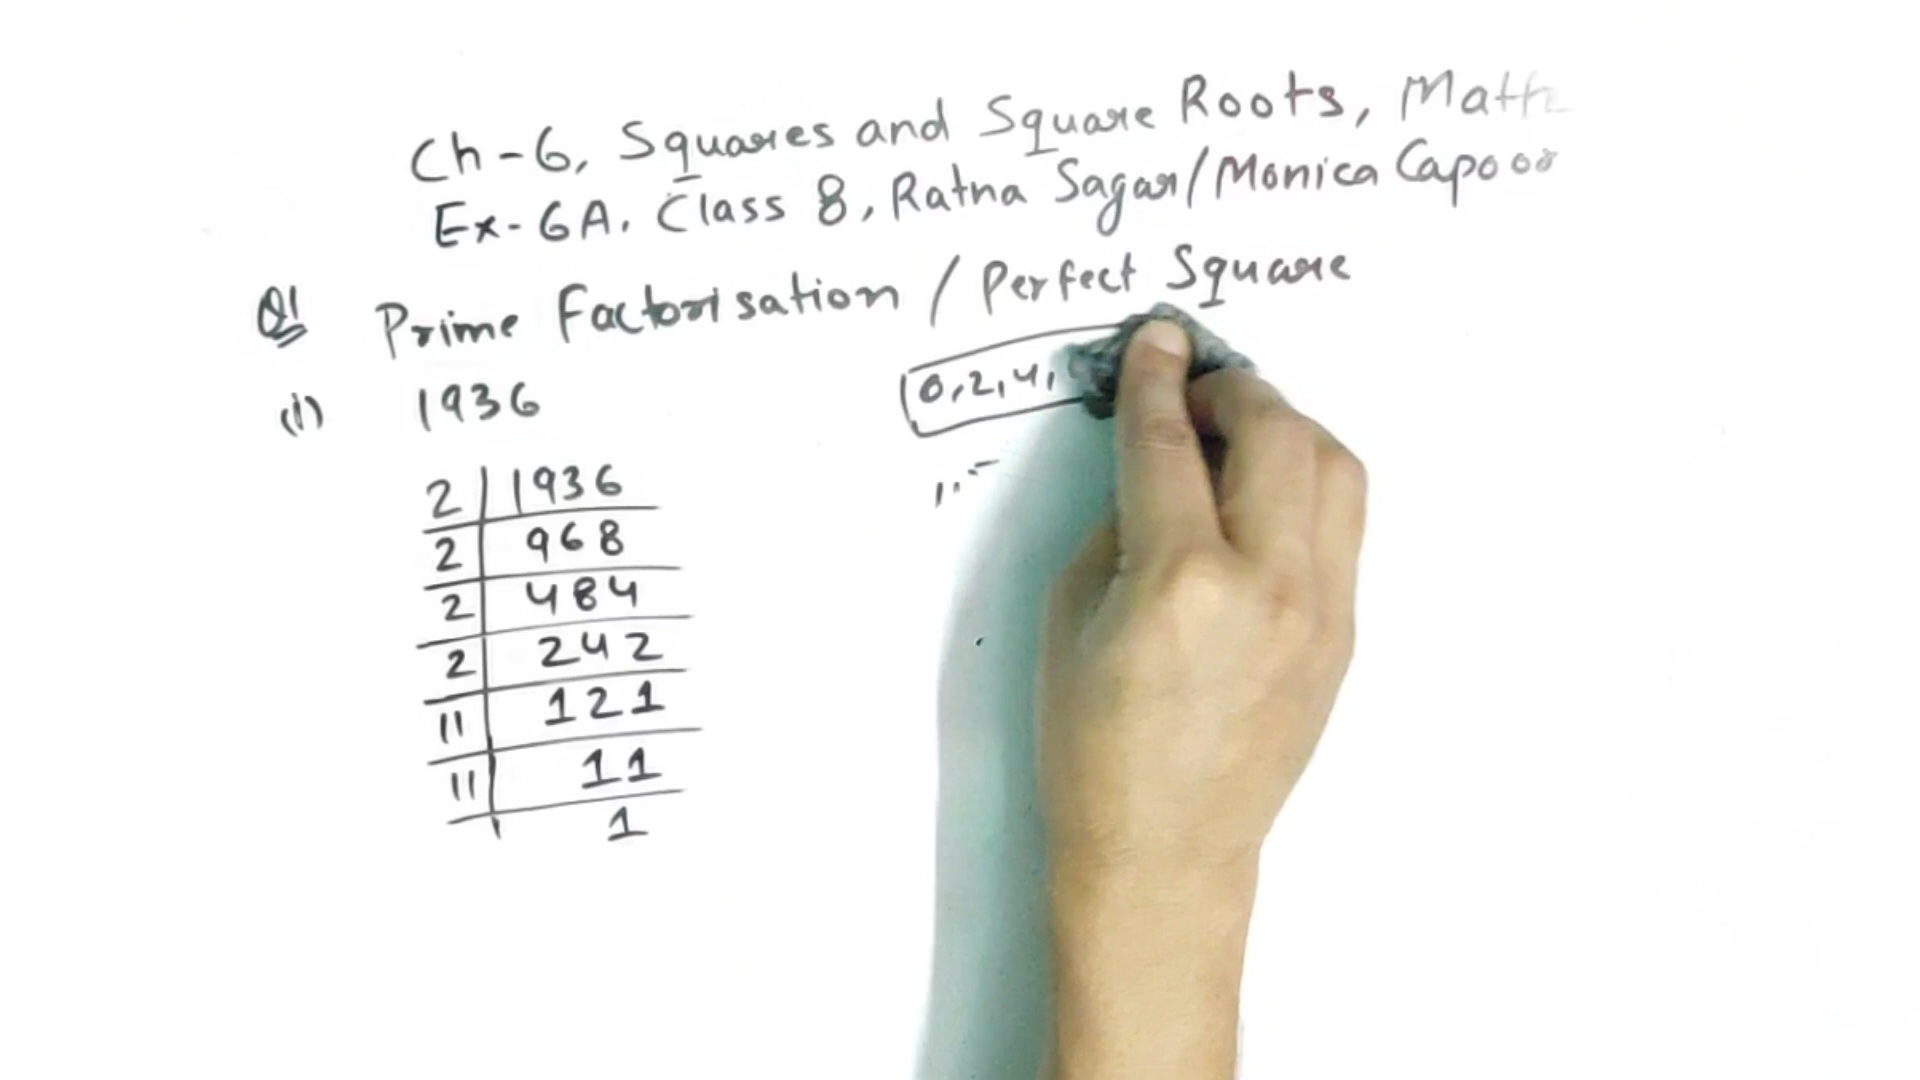 Ch-6, Squares and Square Roots, Math
Ex-6A, Class 8, Ratna Sagar/Monica Capoor
Q1 Prime Factorisation / Perfect Square
(i) 1936
0, 2, 4,
2 | 1936
2 | 968
2 | 484
2 | 242
11 | 121
11 | 11
1